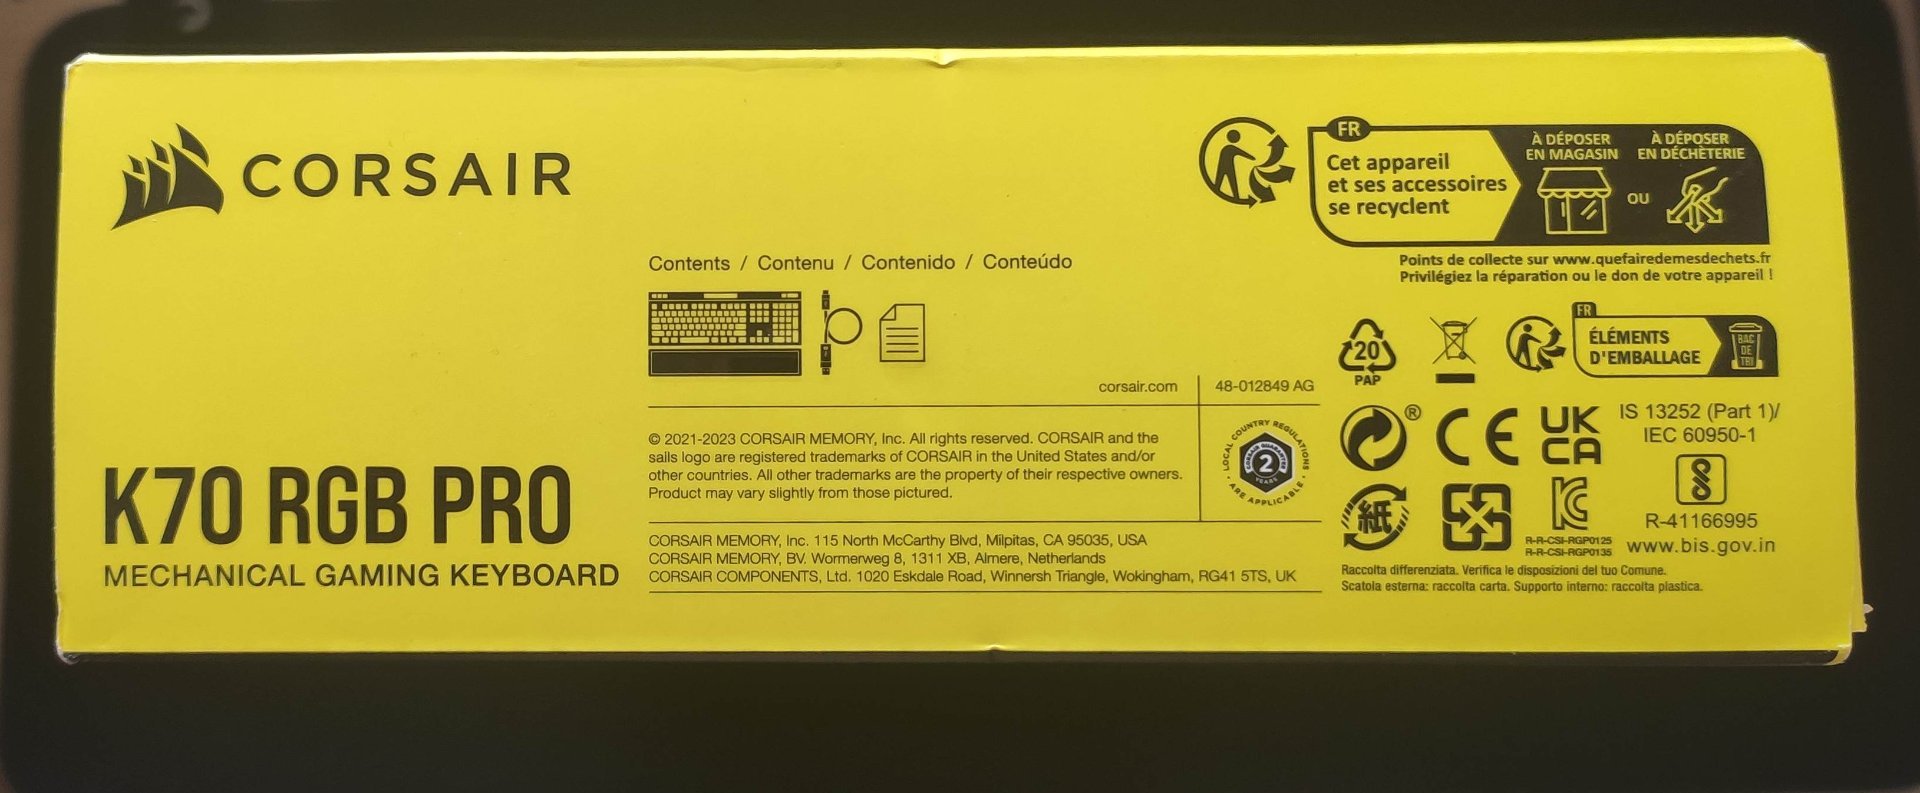 CORSAIR
K70 RGB PRO
MECHANICAL GAMING KEYBOARD
Contents / Contenu / Contenido / Conteúdo
corsair.com
48-012849 AG
© 2021-2023 CORSAIR MEMORY, Inc. All rights reserved. CORSAIR and the
sails logo are registered trademarks of CORSAIR in the United States and/or
other countries. All other trademarks are the property of their respective owners.
Product may vary slightly from those pictured.
LOCAL COUNTRY REGULATIONS
CORSAIR GUARANTEE
2
YEARS
ARE APPLICABLE
CORSAIR MEMORY, Inc. 115 North McCarthy Blvd, Milpitas, CA 95035, USA
CORSAIR MEMORY, BV. Wormerweg 8, 1311 XB, Almere, Netherlands
CORSAIR COMPONENTS, Ltd. 1020 Eskdale Road, Winnersh Triangle, Wokingham, RG41 5TS, UK
FR
Cet appareil
et ses accessoires
se recyclent
À DÉPOSER
EN MAGASIN
ou
À DÉPOSER
EN DÉCHÈTERIE
Points de collecte sur www.quefairedemesdechets.fr
Privilégiez la réparation ou le don de votre appareil !
20
PAP
FR
ÉLÉMENTS
D'EMBALLAGE
BAC
DE
TRI
®
CE
UK
CA
IS 13252 (Part 1)/
IEC 60950-1
紙
R-R-CSI-RGP0125
R-R-CSI-RGP0135
R-41166995
www.bis.gov.in
Raccolta differenziata. Verifica le disposizioni del tuo Comune.
Scatola esterna: raccolta carta. Supporto interno: raccolta plastica.